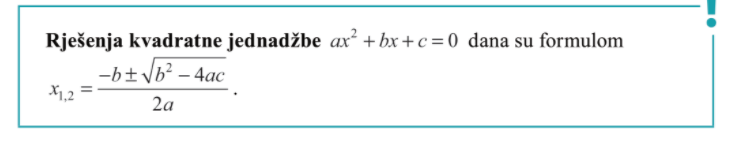 Rješenja kvadratne jednadžbe ax² + bx + c = 0 dana su formulom
x₁,₂ = (−b ± √(b² − 4ac)) / 2a .